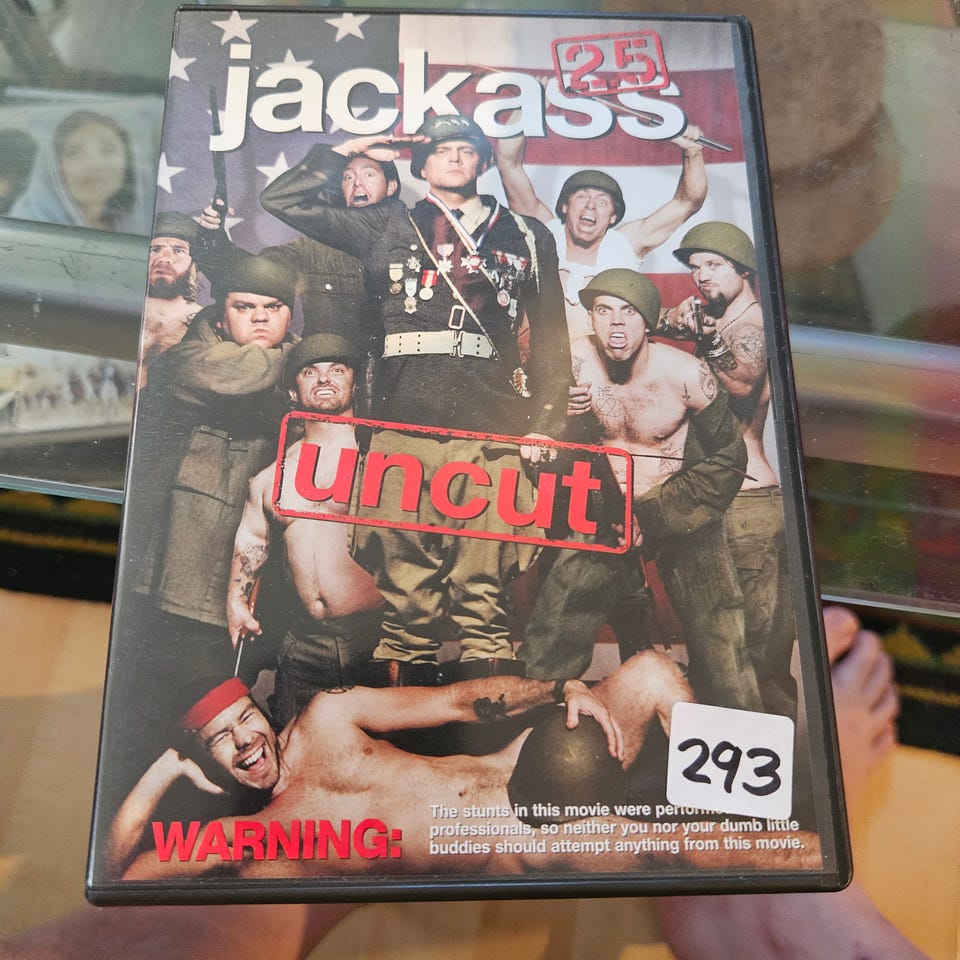 jackass
2.5
uncut
293
WARNING:
The stunts in this movie were
professionals, so neither you nor your dumb little
buddies should attempt anything from this movie.